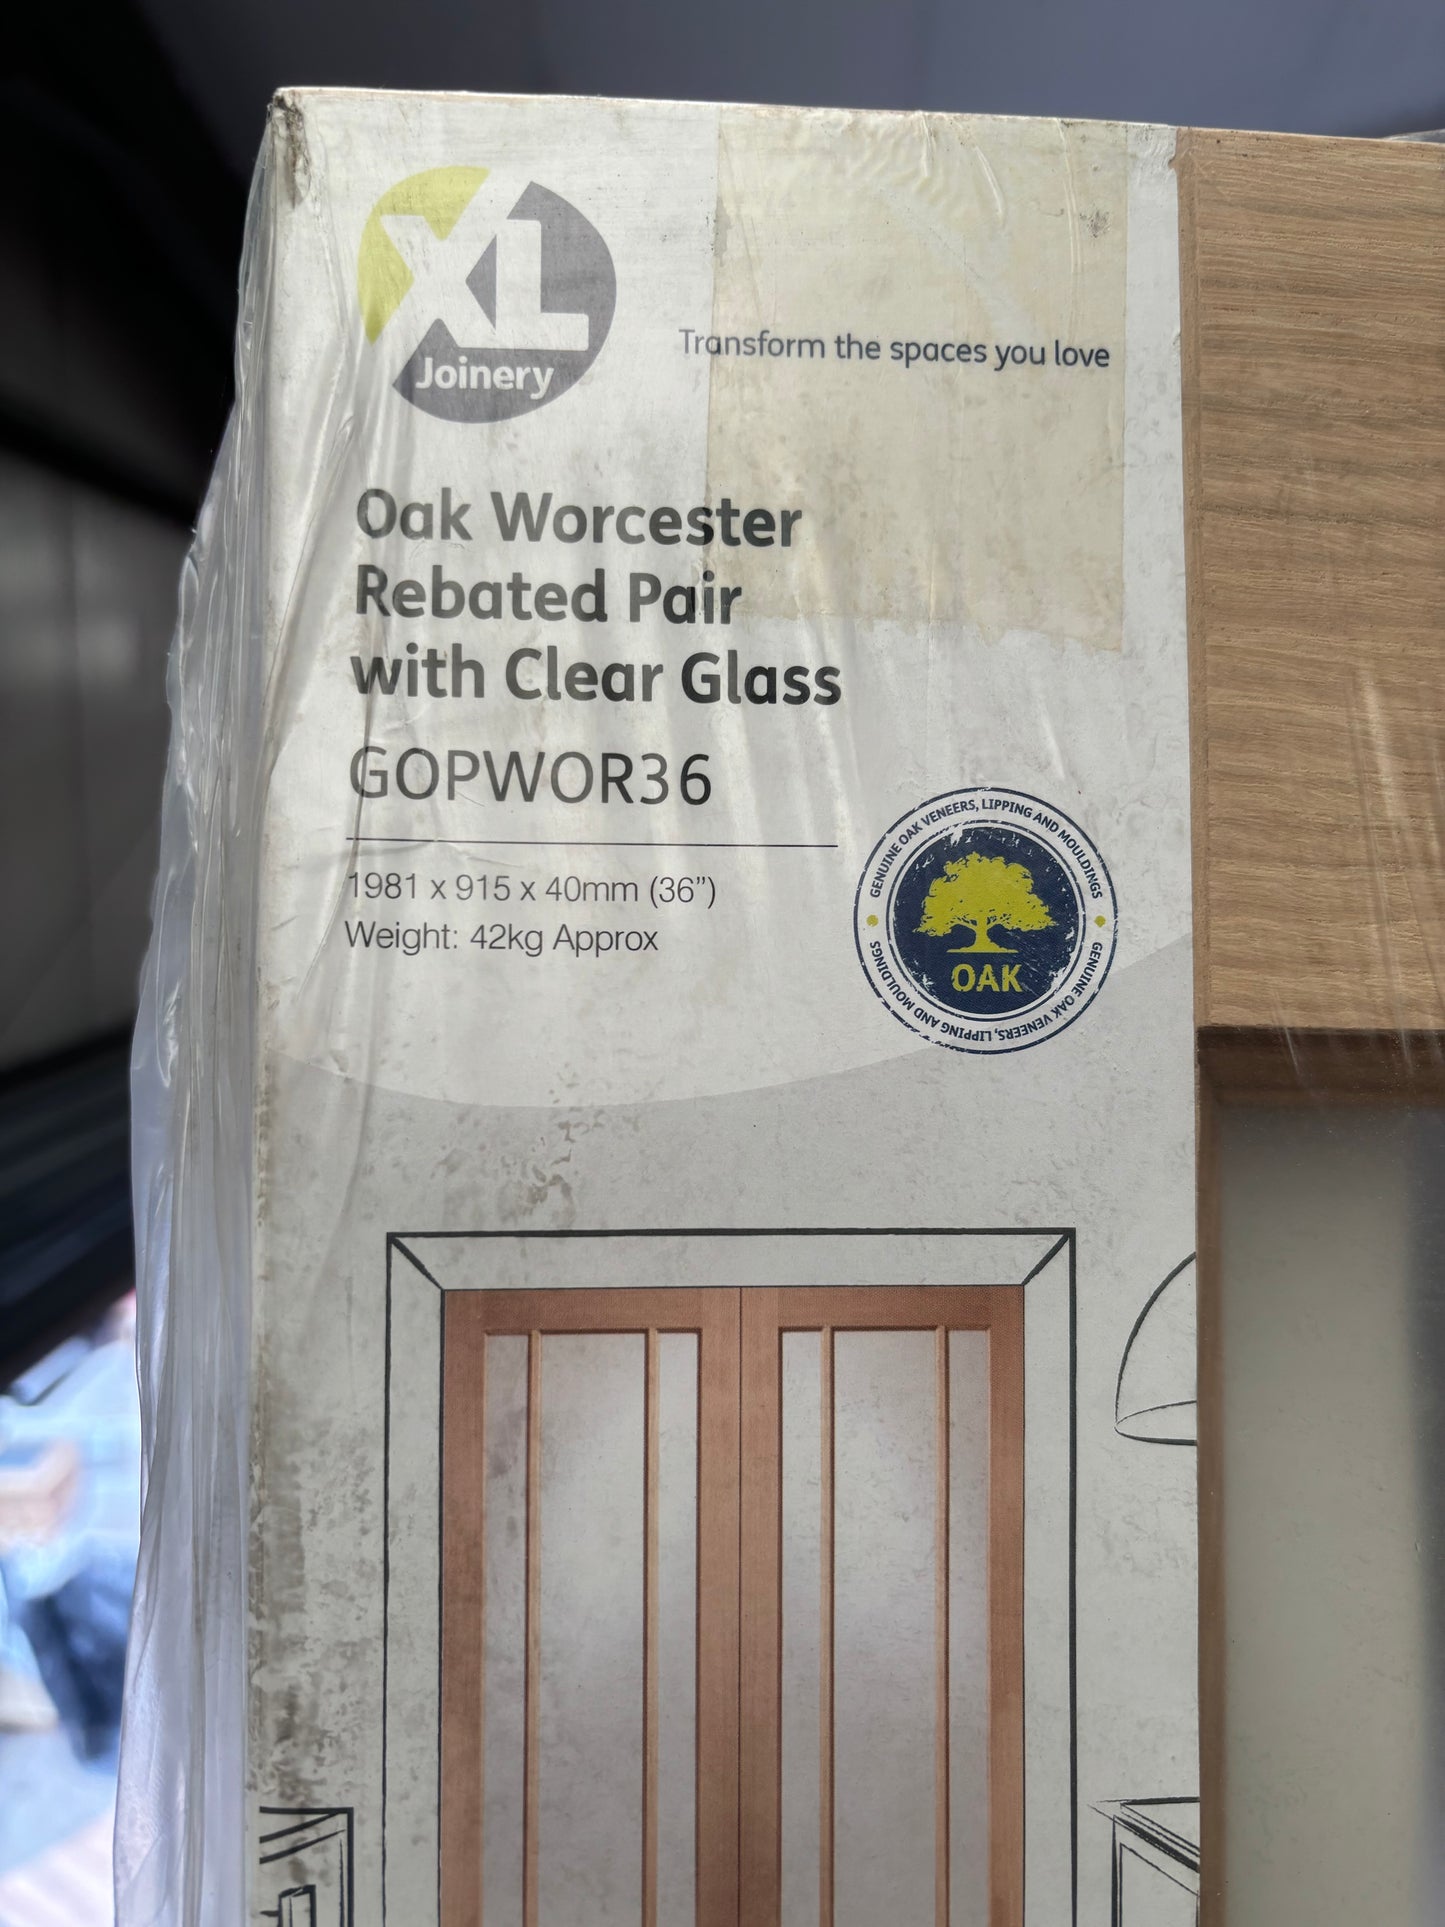 XL
Joinery
Transform the spaces you love
Oak Worcester
Rebated Pair
with Clear Glass
GOPWOR36
1981 x 915 x 40mm (36”)
Weight: 42kg Approx
GENUINE OAK VENEERS, LIPPING AND MOULDINGS
OAK
GENUINE OAK VENEERS, LIPPING AND MOULDINGS